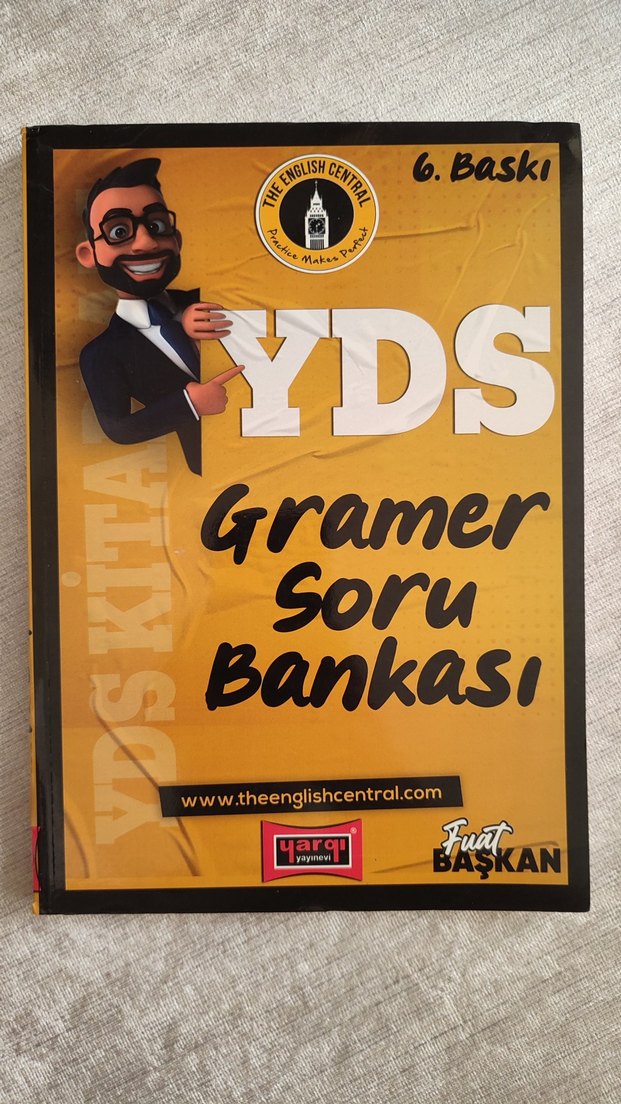 6. Baskı
THE ENGLISH CENTRAL
Practice Makes Perfect
YDS
Gramer
Soru
Bankası
YDS KİTA
www.theenglishcentral.com
yargı
yayınevi
Fuat
BAŞKAN